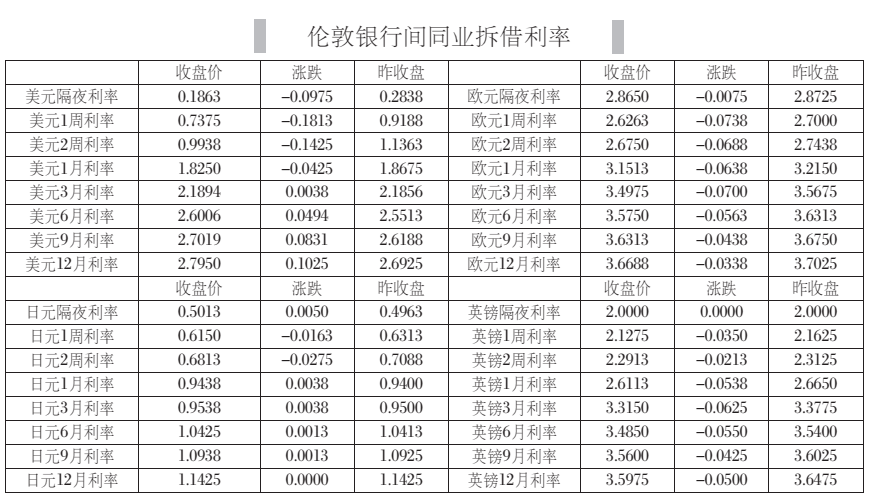 伦敦银行间同业拆借利率
收盘价 涨跌 昨收盘 收盘价 涨跌 昨收盘
美元隔夜利率 0.1863 –0.0975 0.2838 欧元隔夜利率 2.8650 –0.0075 2.8725
美元1周利率 0.7375 –0.1813 0.9188 欧元1周利率 2.6263 –0.0738 2.7000
美元2周利率 0.9938 –0.1425 1.1363 欧元2周利率 2.6750 –0.0688 2.7438
美元1月利率 1.8250 –0.0425 1.8675 欧元1月利率 3.1513 –0.0638 3.2150
美元3月利率 2.1894 0.0038 2.1856 欧元3月利率 3.4975 –0.0700 3.5675
美元6月利率 2.6006 0.0494 2.5513 欧元6月利率 3.5750 –0.0563 3.6313
美元9月利率 2.7019 0.0831 2.6188 欧元9月利率 3.6313 –0.0438 3.6750
美元12月利率 2.7950 0.1025 2.6925 欧元12月利率 3.6688 –0.0338 3.7025
收盘价 涨跌 昨收盘 收盘价 涨跌 昨收盘
日元隔夜利率 0.5013 0.0050 0.4963 英镑隔夜利率 2.0000 0.0000 2.0000
日元1周利率 0.6150 –0.0163 0.6313 英镑1周利率 2.1275 –0.0350 2.1625
日元2周利率 0.6813 –0.0275 0.7088 英镑2周利率 2.2913 –0.0213 2.3125
日元1月利率 0.9438 0.0038 0.9400 英镑1月利率 2.6113 –0.0538 2.6650
日元3月利率 0.9538 0.0038 0.9500 英镑3月利率 3.3150 –0.0625 3.3775
日元6月利率 1.0425 0.0013 1.0413 英镑6月利率 3.4850 –0.0550 3.5400
日元9月利率 1.0938 0.0013 1.0925 英镑9月利率 3.5600 –0.0425 3.6025
日元12月利率 1.1425 0.0000 1.1425 英镑12月利率 3.5975 –0.0500 3.6475